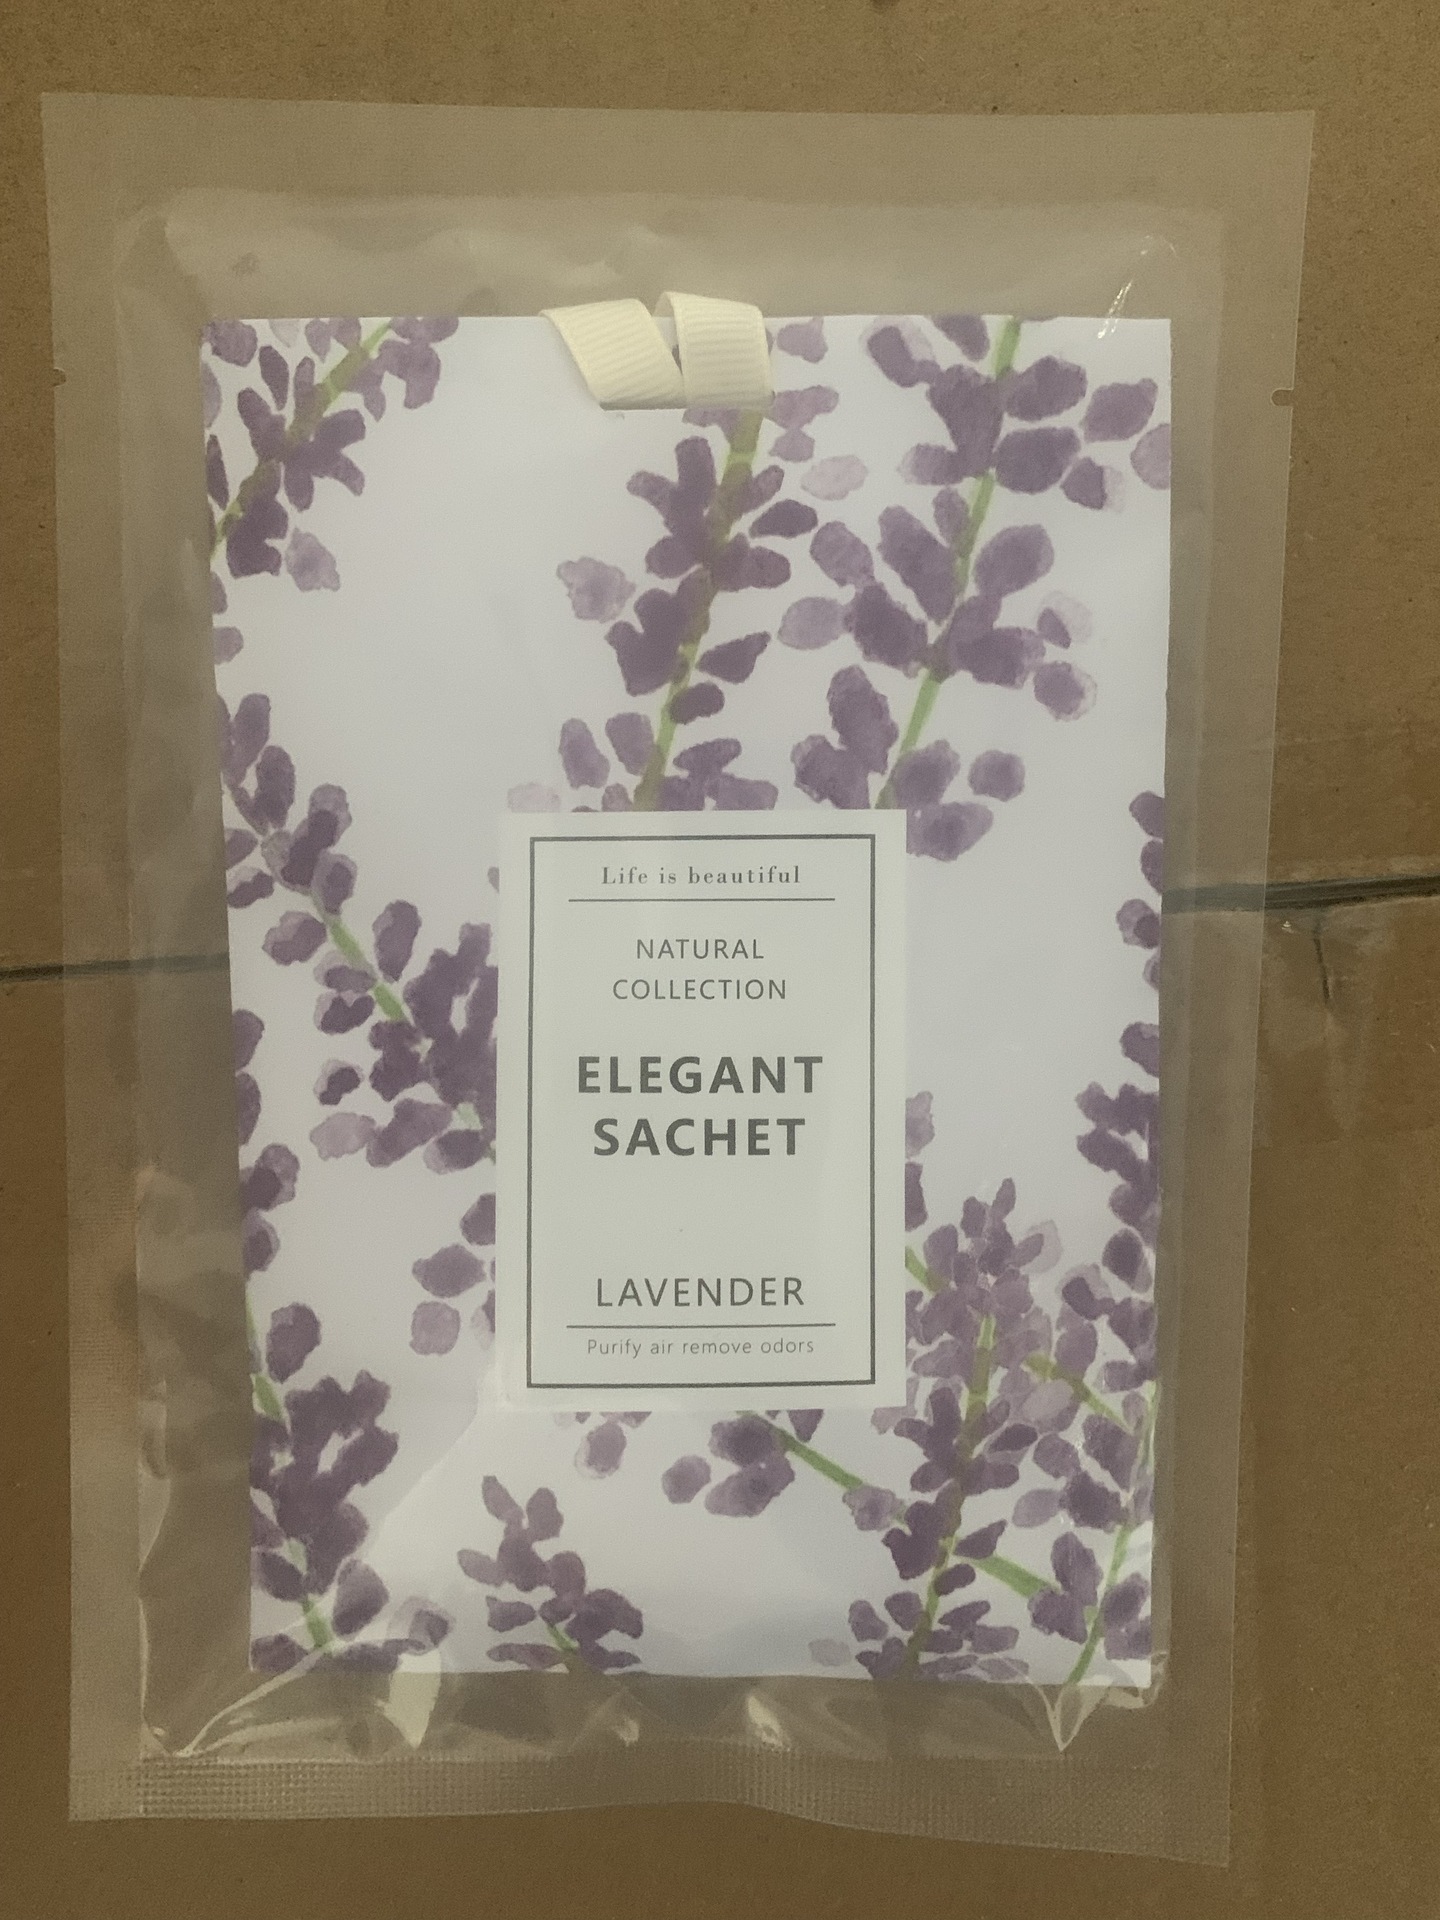 Life is beautiful
NATURAL
COLLECTION
ELEGANT
SACHET
LAVENDER
Purify air remove odors